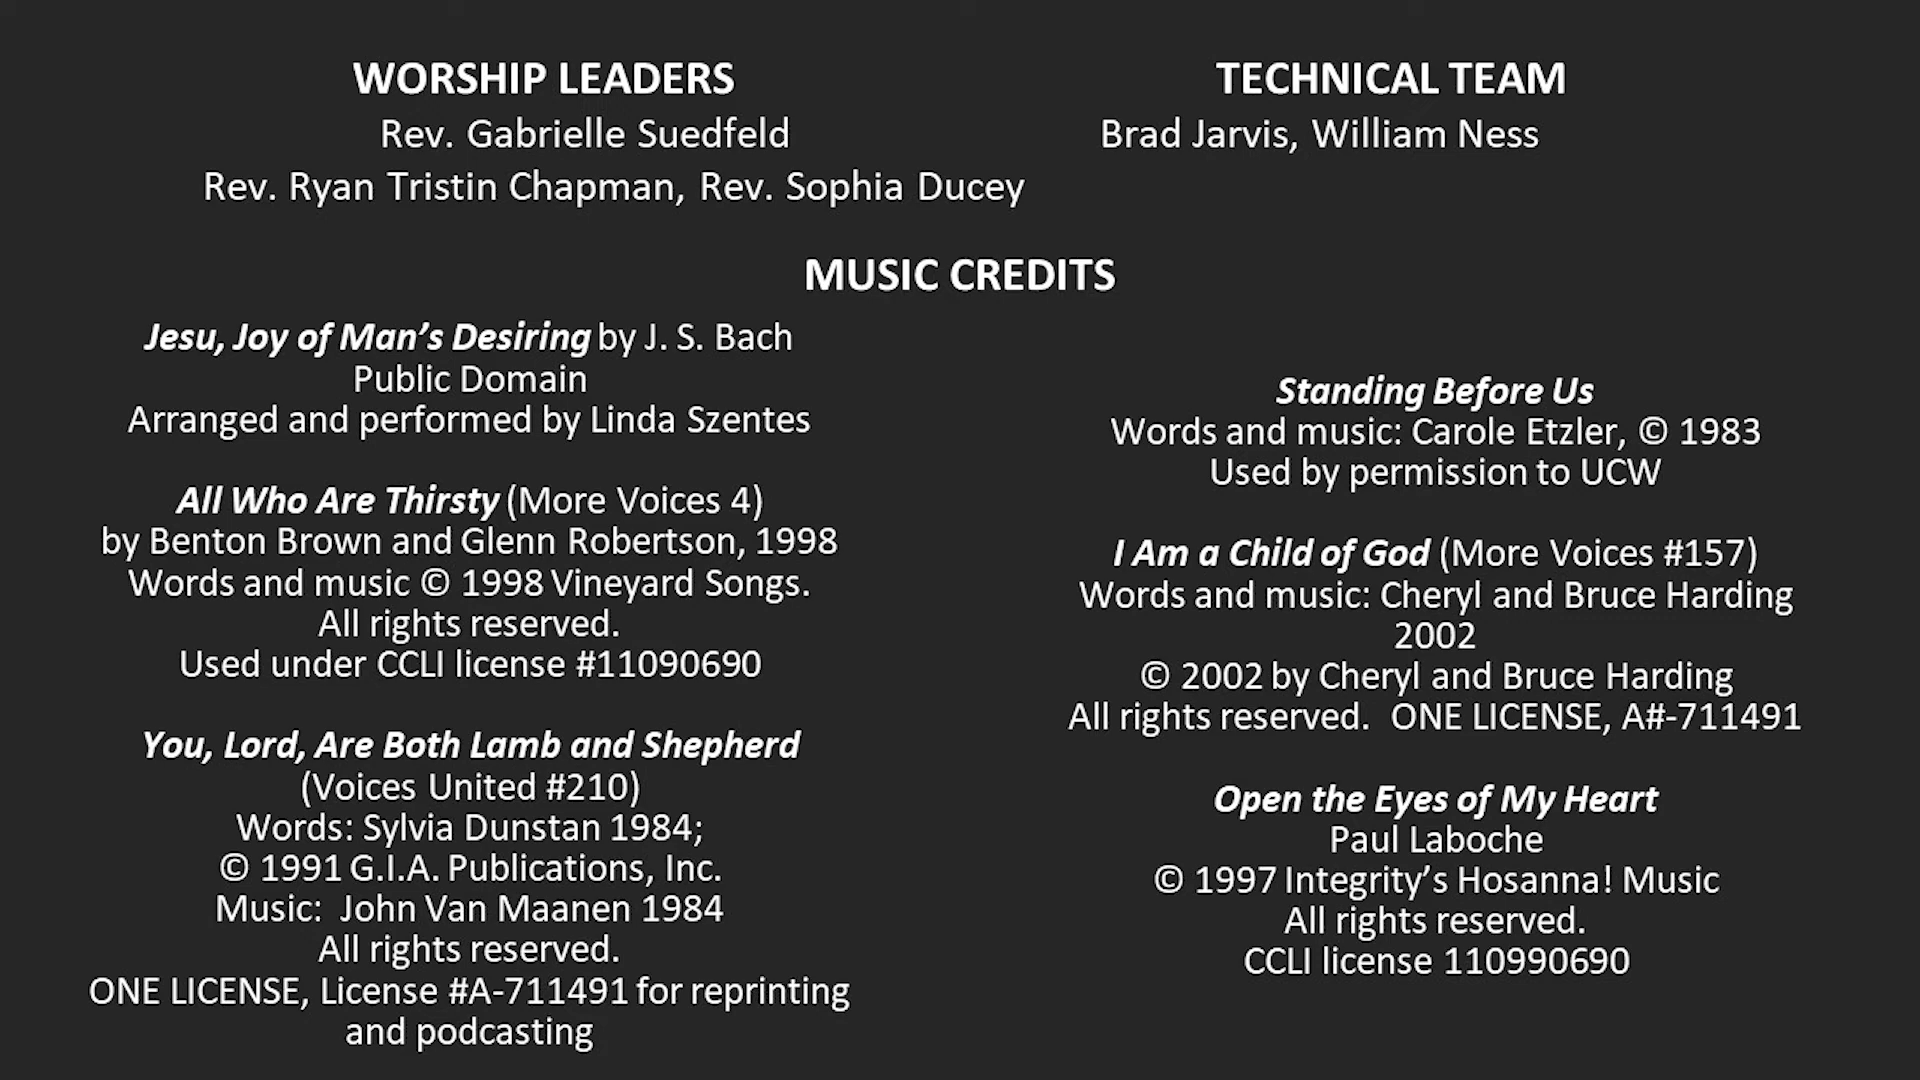 WORSHIP LEADERS
Rev. Gabrielle Suedfeld
Rev. Ryan Tristin Chapman, Rev. Sophia Ducey
TECHNICAL TEAM
Brad Jarvis, William Ness
MUSIC CREDITS
Jesu, Joy of Man's Desiring by J. S. Bach
Public Domain
Arranged and performed by Linda Szentes
All Who Are Thirsty (More Voices 4)
by Benton Brown and Glenn Robertson, 1998
Words and music © 1998 Vineyard Songs.
All rights reserved.
Used under CCLI license #11090690
You, Lord, Are Both Lamb and Shepherd
(Voices United #210)
Words: Sylvia Dunstan 1984;
© 1991 G.I.A. Publications, Inc.
Music:  John Van Maanen 1984
All rights reserved.
ONE LICENSE, License #A-711491 for reprinting
and podcasting
Standing Before Us
Words and music: Carole Etzler, © 1983
Used by permission to UCW
I Am a Child of God (More Voices #157)
Words and music: Cheryl and Bruce Harding
2002
© 2002 by Cheryl and Bruce Harding
All rights reserved.  ONE LICENSE, A#-711491
Open the Eyes of My Heart
Paul Laboche
© 1997 Integrity's Hosanna! Music
All rights reserved.
CCLI license 110990690